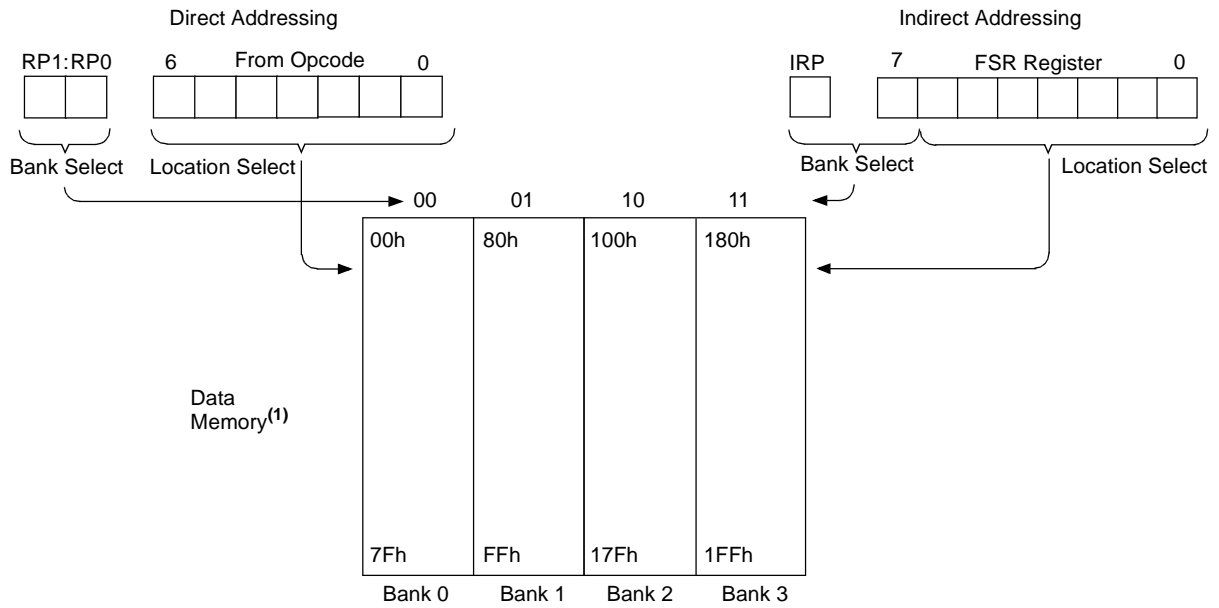 Direct Addressing
Indirect Addressing
RP1:RP0 6 From Opcode 0
IRP 7 FSR Register 0
Bank Select Location Select
Bank Select Location Select
00 01 10 11
00h 80h 100h 180h
Data
Memory(1)
7Fh FFh 17Fh 1FFh
Bank 0 Bank 1 Bank 2 Bank 3